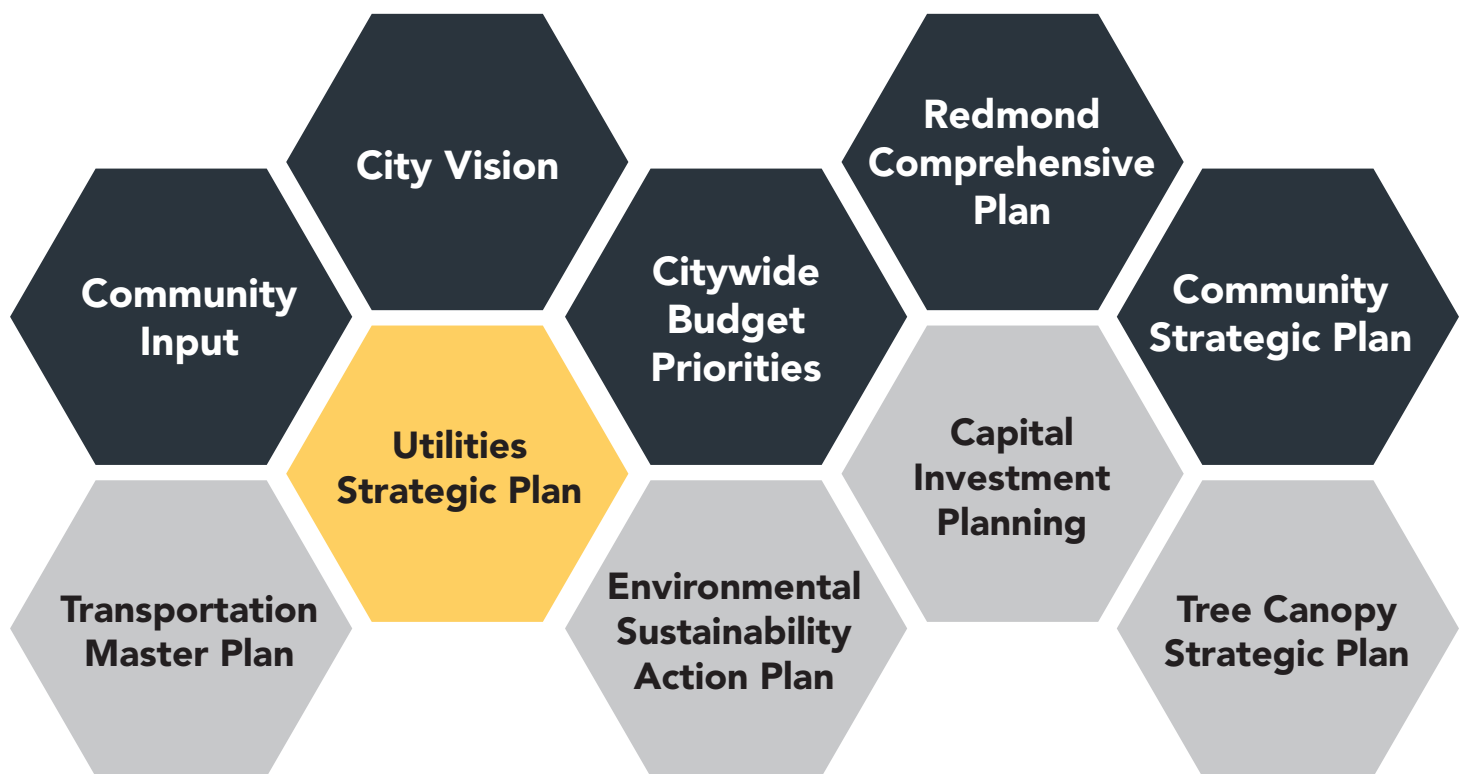 City Vision
Redmond
Comprehensive
Plan
Community
Input
Citywide
Budget
Priorities
Community
Strategic Plan
Utilities
Strategic Plan
Capital
Investment
Planning
Transportation
Master Plan
Environmental
Sustainability
Action Plan
Tree Canopy
Strategic Plan